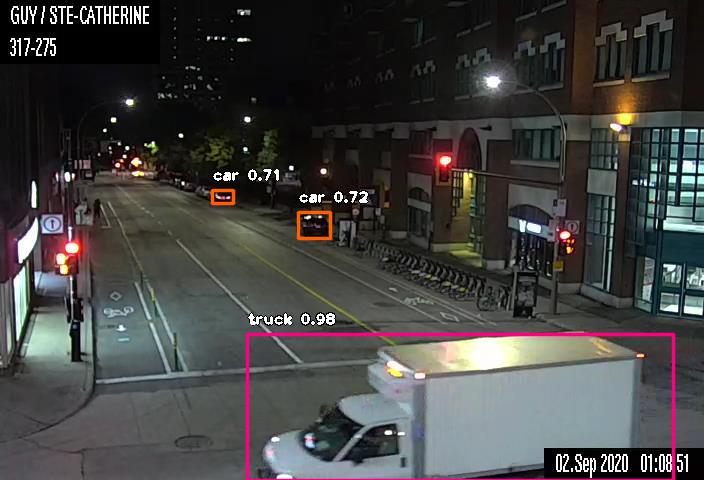 GUY / STE-CATHERINE
317-275
car 0.71
car 0.72
truck 0.98
02.Sep 2020 01:08:51